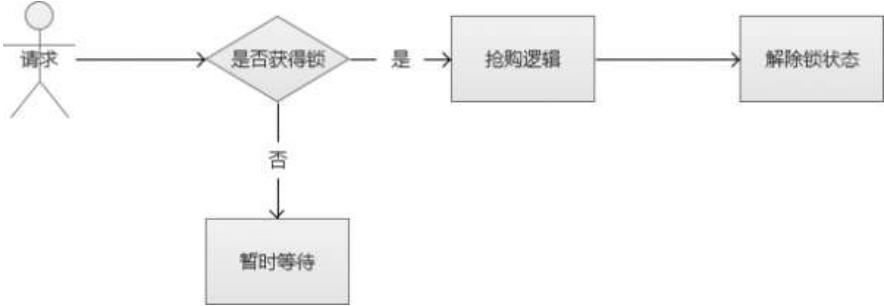 请求
是否获得锁
是
抢购逻辑
解除锁状态
否
暂时等待